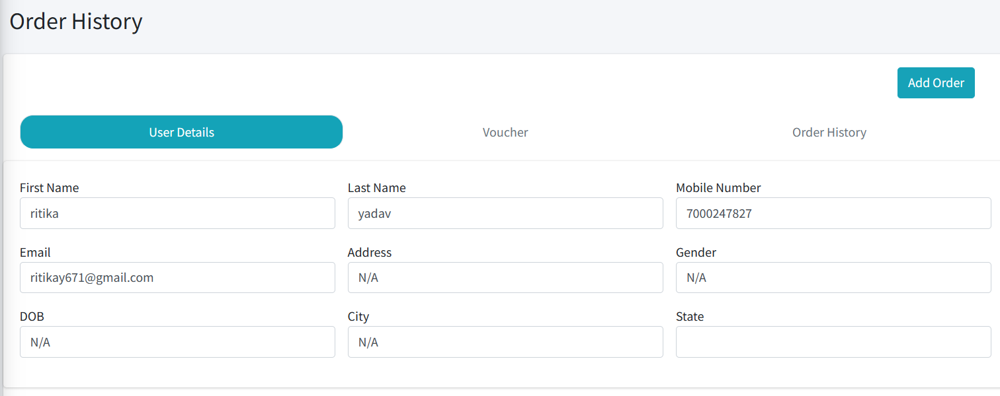 Order History
Add Order
User Details Voucher Order History
First Name Last Name Mobile Number
ritika yadav 7000247827
Email Address Gender
ritikay671@gmail.com N/A N/A
DOB City State
N/A N/A